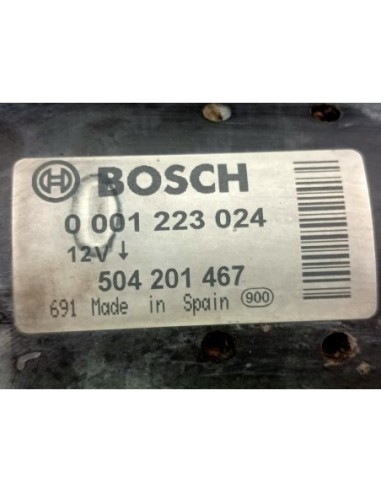 BOSCH
0 001 223 024
12V ↓
504 201 467
691 Made in Spain 900